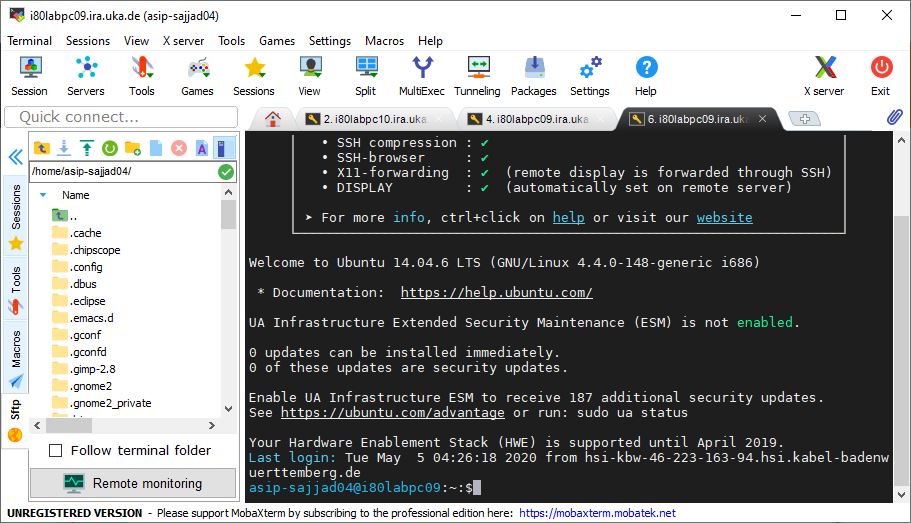 i80labpc09.ira.uka.de (asip-sajjad04)
Terminal Sessions View X server Tools Games Settings Macros Help
Session Servers Tools Games Sessions View Split MultiExec Tunneling Packages Settings Help X server Exit
Quick connect...
2. i80labpc10.ira.uka. 4. i80labpc09.ira.uka. 6. i80labpc09.ira.uka
/home/asip-sajjad04/
Name
..
.cache
.chipscope
.config
.dbus
.eclipse
.emacs.d
.gconf
.gconfd
.gimp-2.8
.gnome2
.gnome2_private
Sessions
Tools
Macros
Sftp
Follow terminal folder
Remote monitoring
• SSH compression : ✔
• SSH-browser : ✔
• X11-forwarding : ✔ (remote display is forwarded through SSH)
• DISPLAY : ✔ (automatically set on remote server)
➤ For more info, ctrl+click on help or visit our website
Welcome to Ubuntu 14.04.6 LTS (GNU/Linux 4.4.0-148-generic i686)
* Documentation: https://help.ubuntu.com/
UA Infrastructure Extended Security Maintenance (ESM) is not enabled.
0 updates can be installed immediately.
0 of these updates are security updates.
Enable UA Infrastructure ESM to receive 187 additional security updates.
See https://ubuntu.com/advantage or run: sudo ua status
Your Hardware Enablement Stack (HWE) is supported until April 2019.
Last login: Tue May  5 04:26:18 2020 from hsi-kbw-46-223-163-94.hsi.kabel-badenw
uerttemberg.de
asip-sajjad04@i80labpc09:~:$
UNREGISTERED VERSION - Please support MobaXterm by subscribing to the professional edition here: https://mobaxterm.mobatek.net